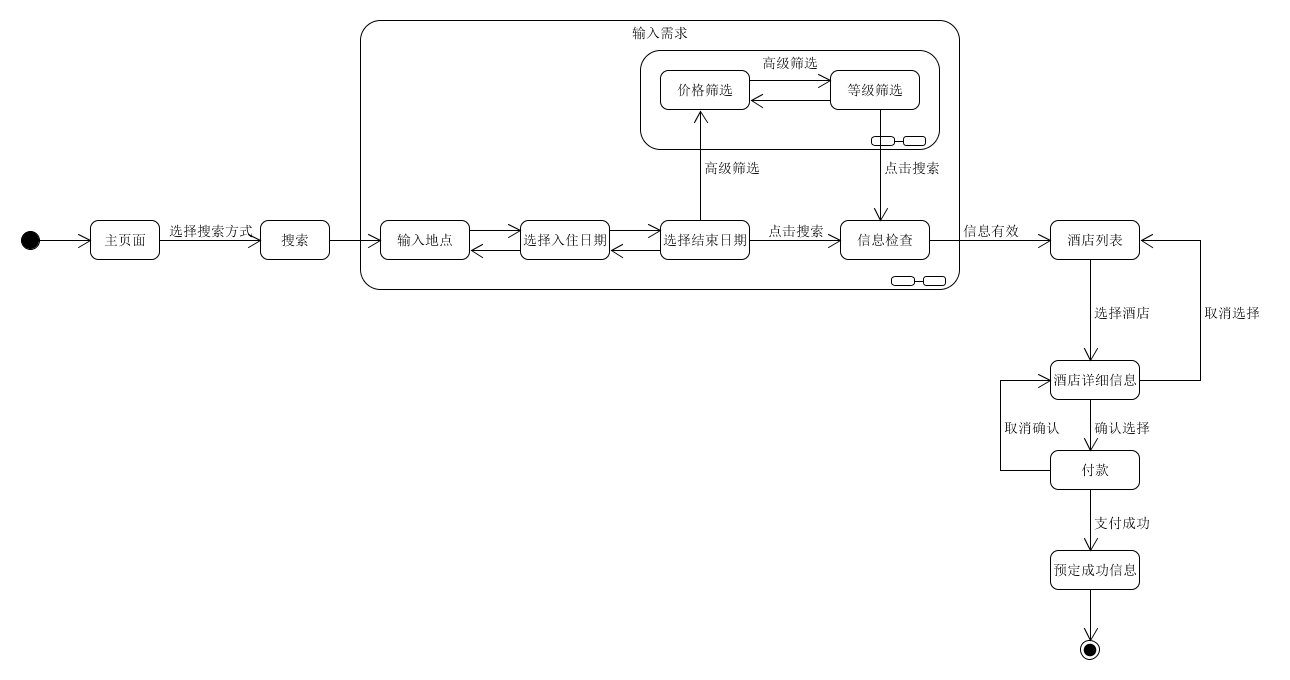 输入需求
高级筛选
价格筛选
等级筛选
高级筛选
点击搜索
主页面
选择搜索方式
搜索
输入地点
选择入住日期
选择结束日期
点击搜索
信息检查
信息有效
酒店列表
选择酒店
取消选择
酒店详细信息
取消确认
确认选择
付款
支付成功
预定成功信息